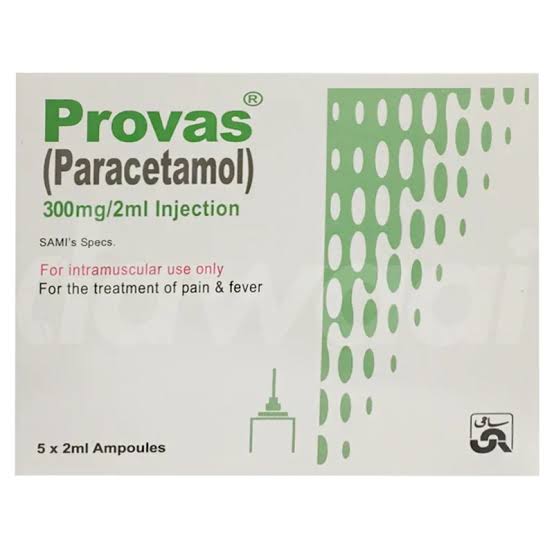 Provas®
(Paracetamol)
300mg/2ml Injection
SAMI's Specs.
For intramuscular use only
For the treatment of pain & fever
5 x 2ml Ampoules
سامی